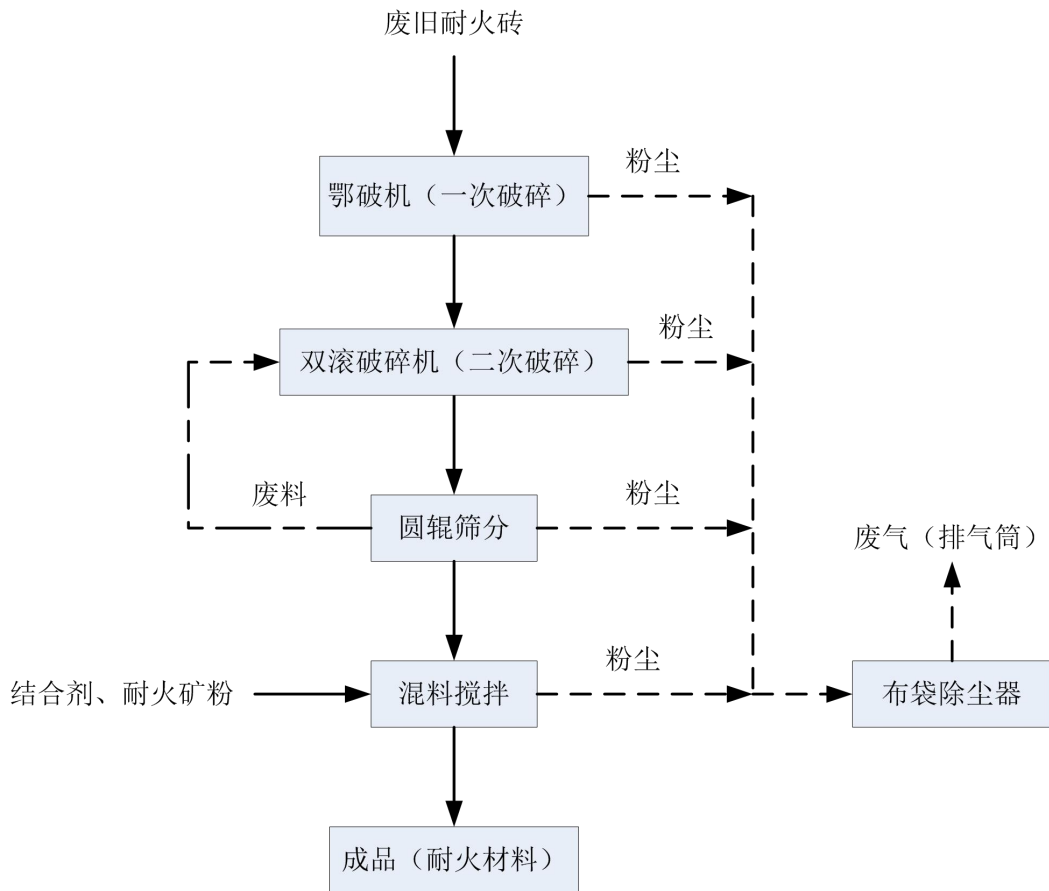 废旧耐火砖
粉尘
鄂破机（一次破碎）
粉尘
双滚破碎机（二次破碎）
废料
粉尘
圆辊筛分
废气（排气筒）
粉尘
结合剂、耐火矿粉
混料搅拌
布袋除尘器
成品（耐火材料）